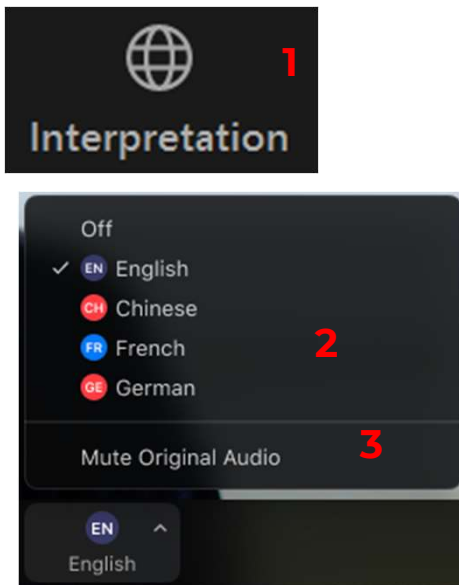 1
Interpretation
Off
EN English
CH Chinese
FR French
2
GE German
Mute Original Audio
3
EN
English